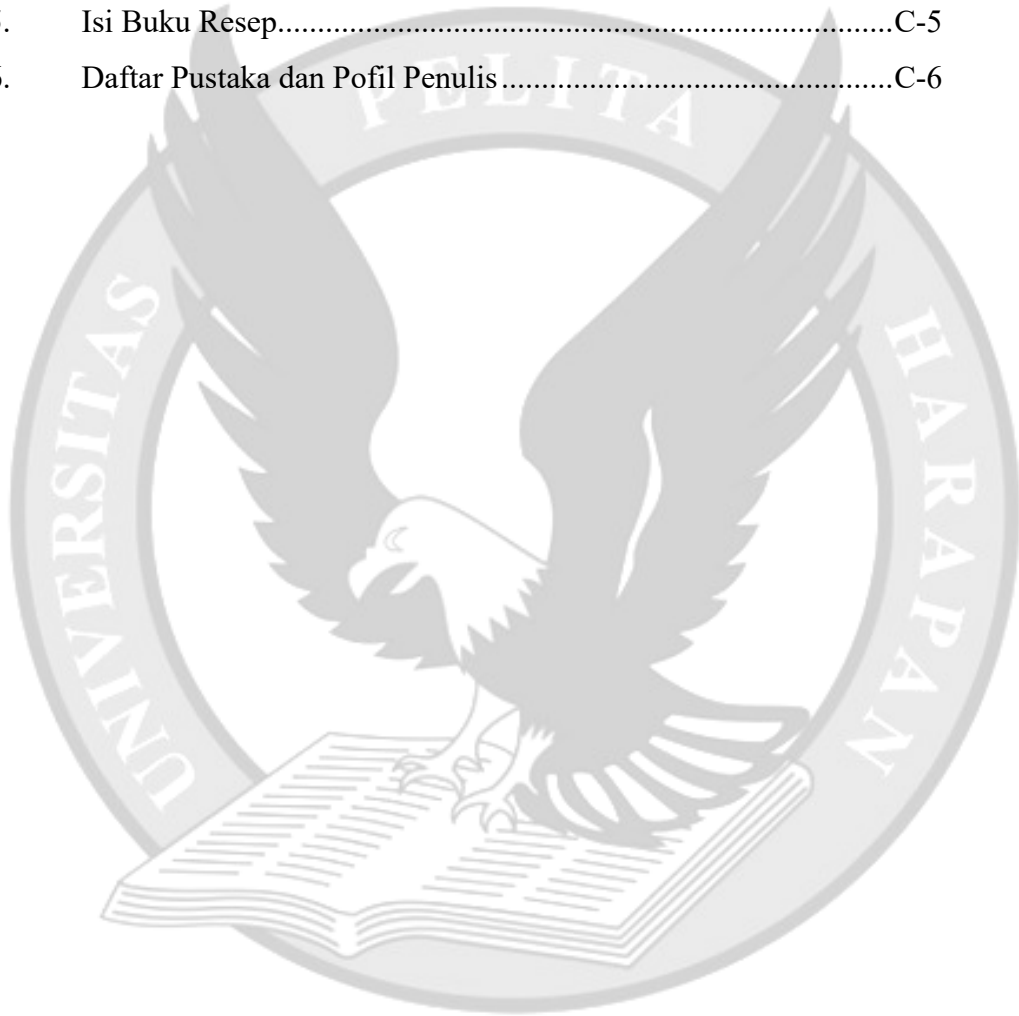 Isi Buku Resep.................................................................C-5
Daftar Pustaka dan Pofil Penulis.........................................C-6
PELITA
UNIVERSITAS
HARAPAN